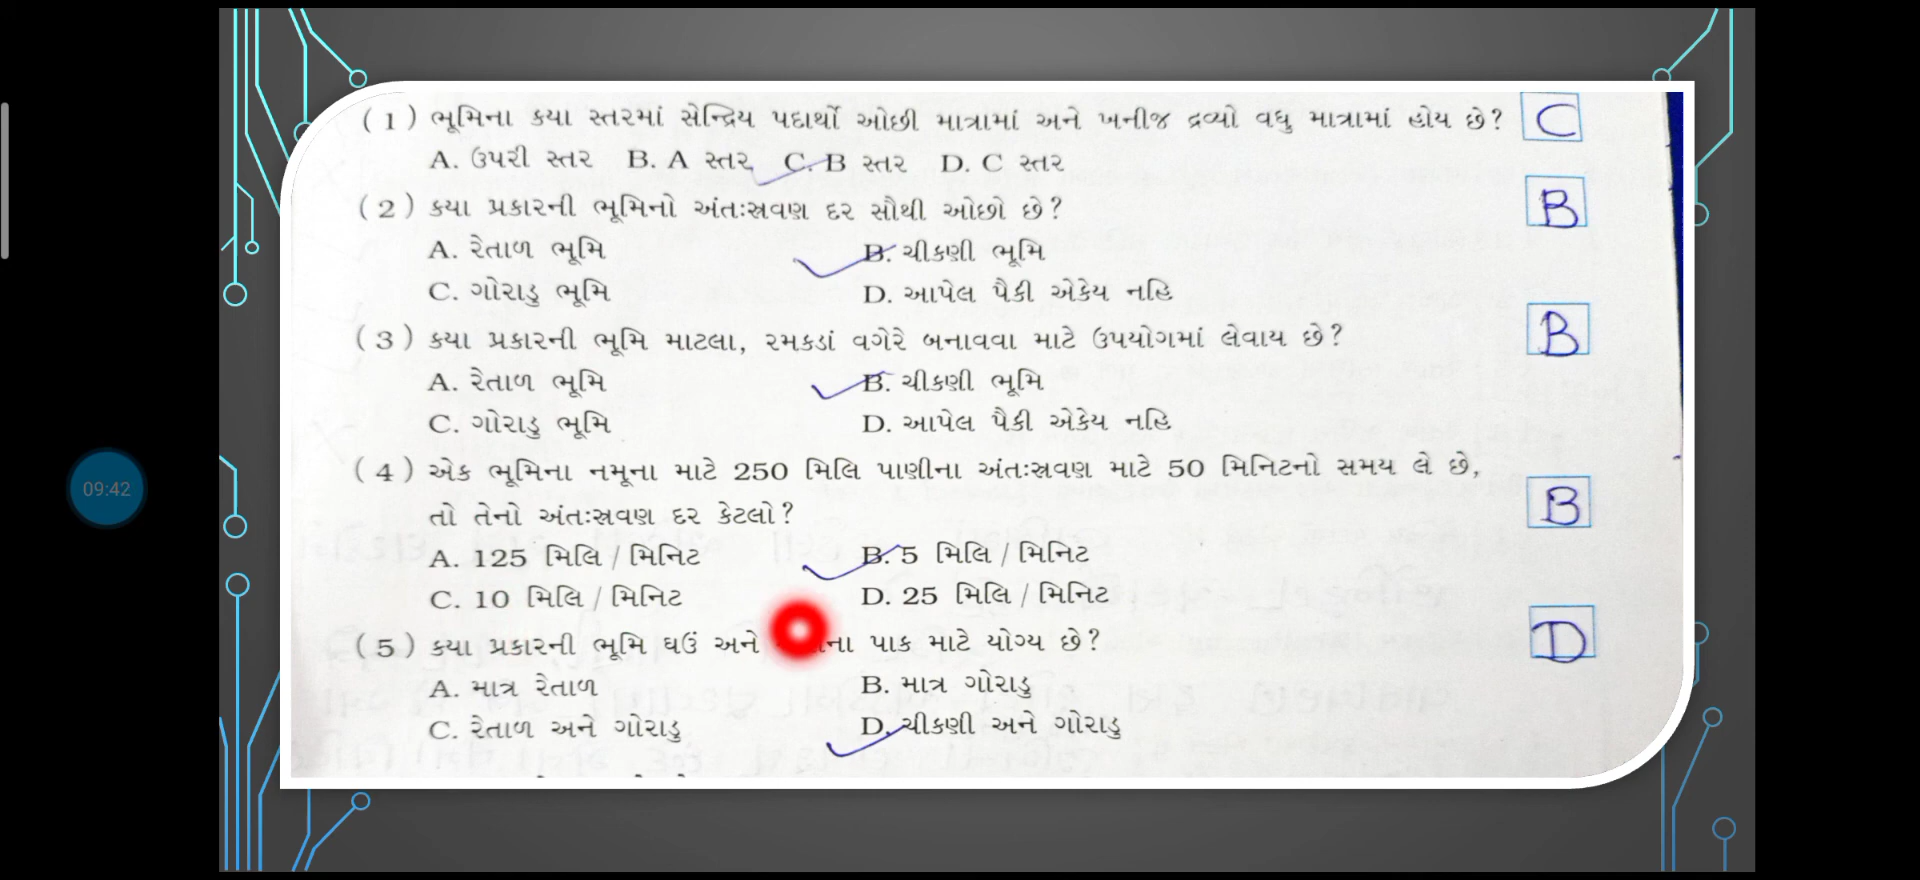 (1) ભૂમિના કયા સ્તરમાં સેન્દ્રિય પદાર્થો ઓછી માત્રામાં અને ખનીજ દ્રવ્યો વધુ માત્રામાં હોય છે? C
A. ઉપરી સ્તર B. A સ્તર C. B સ્તર D. C સ્તર
(2) કયા પ્રકારની ભૂમિનો અંતઃસ્રવણ દર સૌથી ઓછો છે? B
A. રેતાળ ભૂમિ B. ચીકણી ભૂમિ
C. ગોરાડુ ભૂમિ D. આપેલ પૈકી એકેય નહિ
(3) કયા પ્રકારની ભૂમિ માટલા, રમકડાં વગેરે બનાવવા માટે ઉપયોગમાં લેવાય છે? B
A. રેતાળ ભૂમિ B. ચીકણી ભૂમિ
C. ગોરાડુ ભૂમિ D. આપેલ પૈકી એકેય નહિ
(4) એક ભૂમિના નમૂના માટે 250 મિલિ પાણીના અંતઃસ્રવણ માટે 50 મિનિટનો સમય લે છે,
તો તેનો અંતઃસ્રવણ દર કેટલો? B
A. 125 મિલિ / મિનિટ B. 5 મિલિ / મિનિટ
C. 10 મિલિ / મિનિટ D. 25 મિલિ / મિનિટ
09:42
(5) કયા પ્રકારની ભૂમિ ઘઉં અને પાક માટે યોગ્ય છે? D
A. માત્ર રેતાળ B. માત્ર ગોરાડુ
C. રેતાળ અને ગોરાડુ D. ચીકણી અને ગોરાડુ